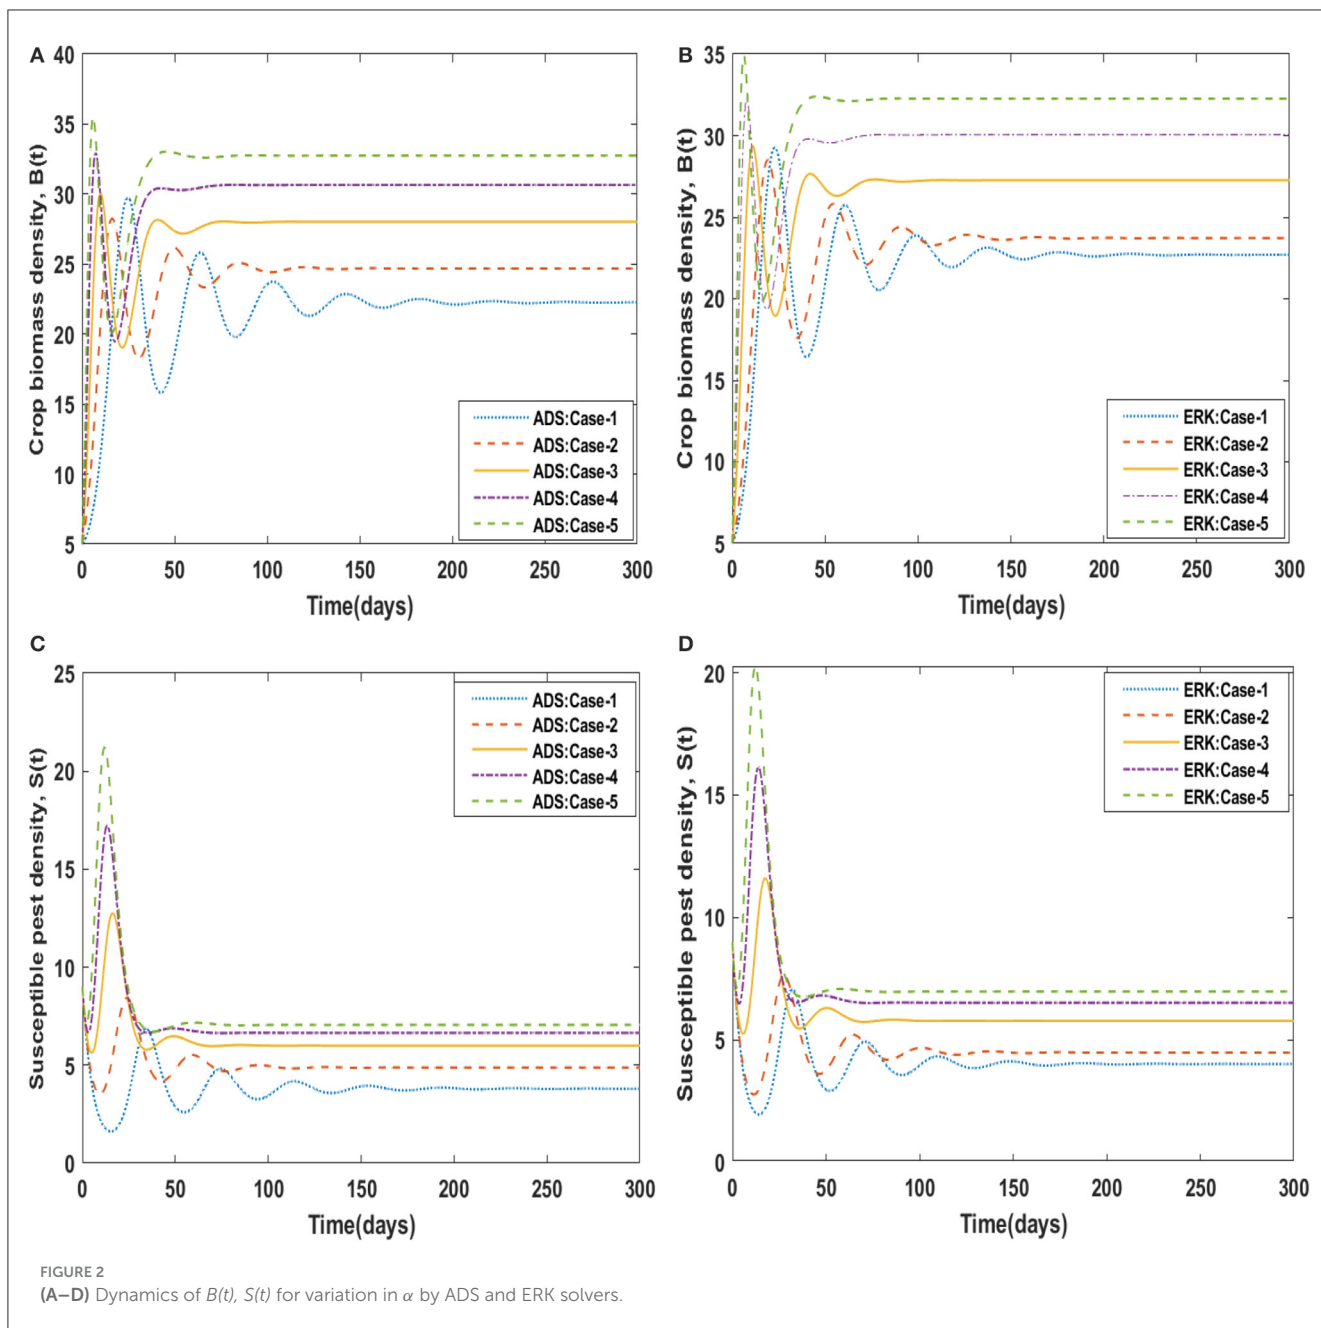 A
40
35
30
25
20
15
10
5
Crop biomass density, B(t)
ADS:Case-1
ADS:Case-2
ADS:Case-3
ADS:Case-4
ADS:Case-5
0 50 100 150 200 250 300
Time(days)
B
35
30
25
20
15
10
5
Crop biomass density, B(t)
ERK:Case-1
ERK:Case-2
ERK:Case-3
ERK:Case-4
ERK:Case-5
0 50 100 150 200 250 300
Time(days)
C
25
20
15
10
5
0
Susceptible pest density, S(t)
ADS:Case-1
ADS:Case-2
ADS:Case-3
ADS:Case-4
ADS:Case-5
0 50 100 150 200 250 300
Time(days)
D
20
15
10
5
0
Susceptible pest density, S(t)
ERK:Case-1
ERK:Case-2
ERK:Case-3
ERK:Case-4
ERK:Case-5
0 50 100 150 200 250 300
Time(days)
FIGURE 2
(A–D) Dynamics of B(t), S(t) for variation in α by ADS and ERK solvers.